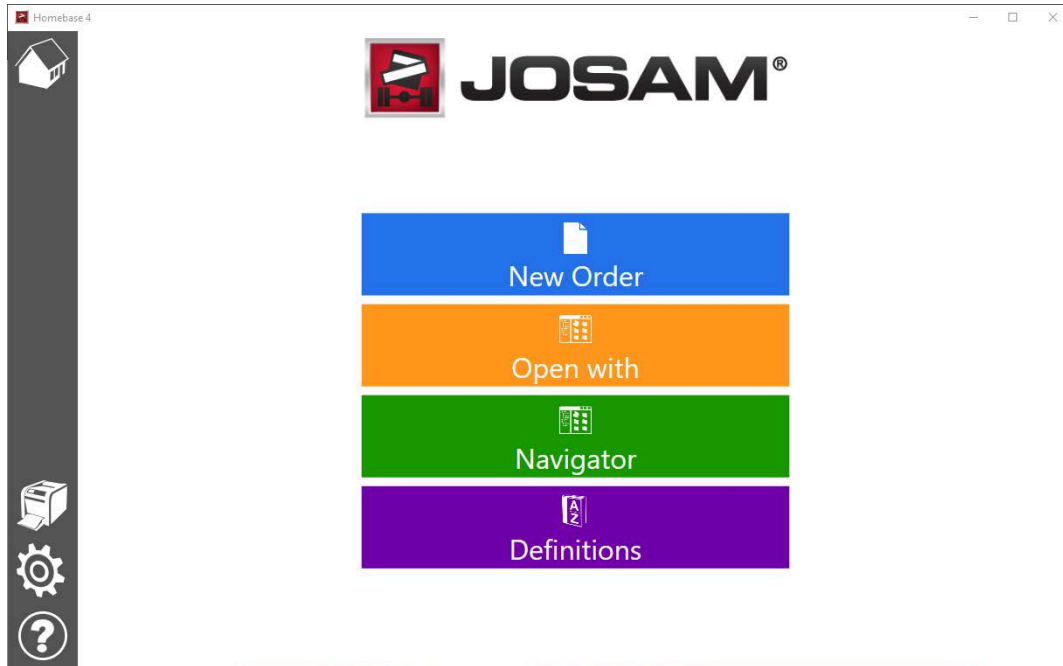 Homebase 4
JOSAM®
New Order
Open with
Navigator
A
Z
Definitions
?